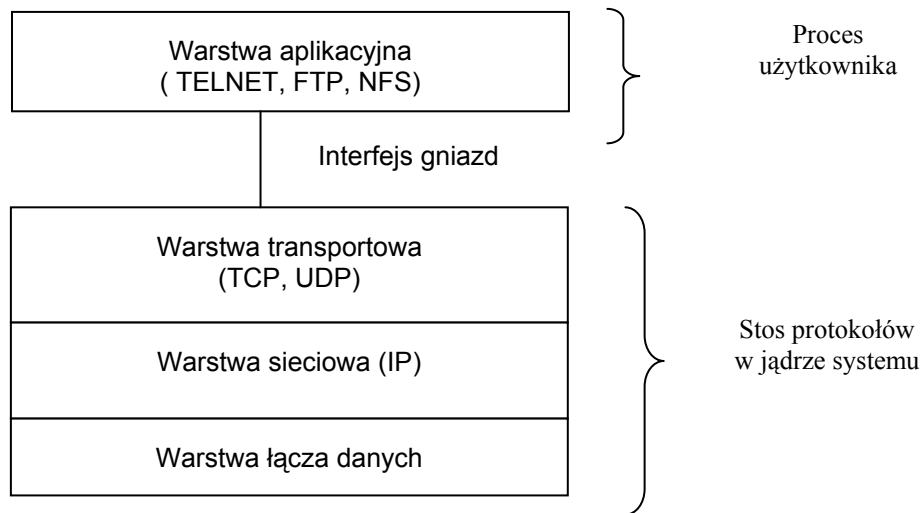 Warstwa aplikacyjna
( TELNET, FTP, NFS)
Proces
użytkownika
Interfejs gniazd
Warstwa transportowa
(TCP, UDP)
Warstwa sieciowa (IP)
Warstwa łącza danych
Stos protokołów
w jądrze systemu